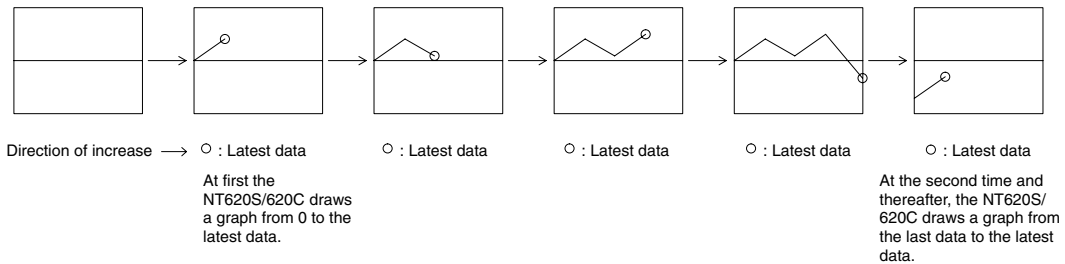 Direction of increase → ○ : Latest data ○ : Latest data ○ : Latest data ○ : Latest data ○ : Latest data
At first the
NT620S/620C draws
a graph from 0 to the
latest data.
At the second time and
thereafter, the NT620S/
620C draws a graph from
the last data to the latest
data.